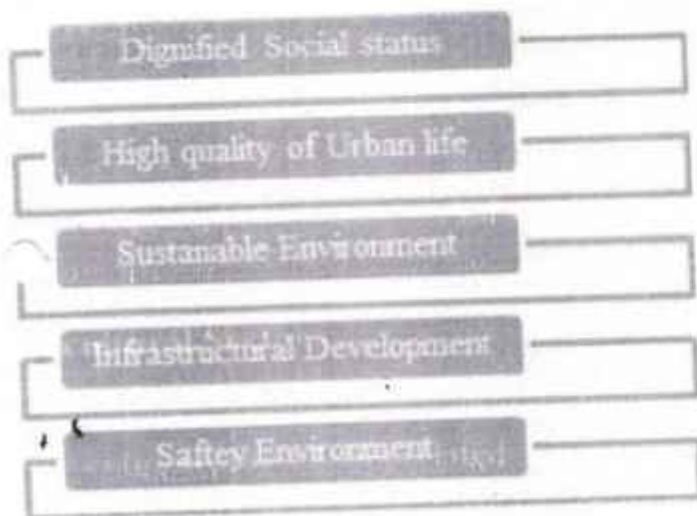 Dignified Social status
High quality of Urban life
Sustanable Environment
Infrastructural Development
Saftey Environment